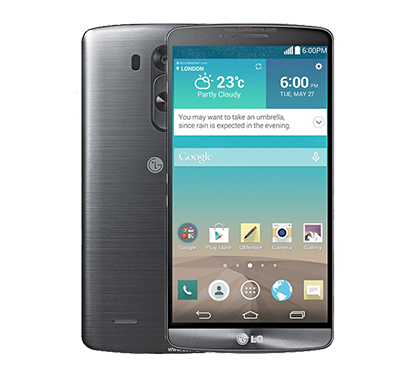 6:00PM
LONDON
23°c
Partly Cloudy
6:00 PM
TUE, MAY 27
You may want to take an umbrella,
since rain is expected in the evening.
Google
Google
Play store
QMemo+
Camera
Gallery
LG
LG